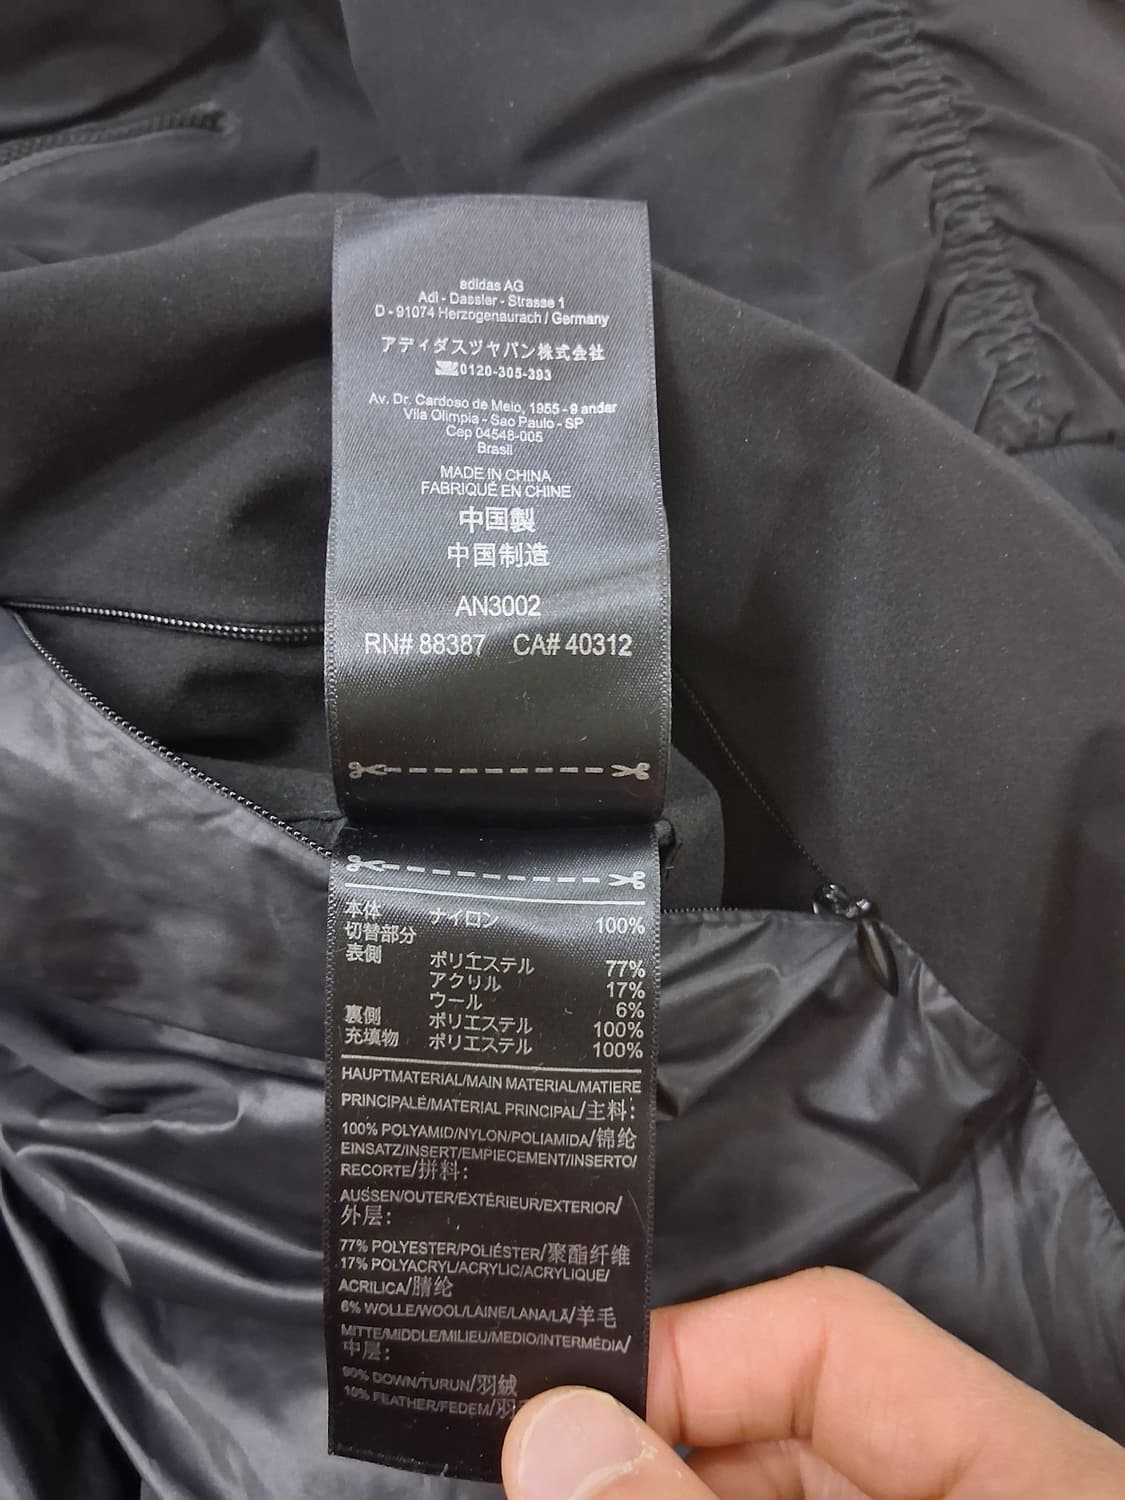 adidas AG
Adi - Dassler - Strasse 1
D - 91074 Herzogenaurach / Germany
アディダスジャパン株式会社
0120-305-393
Av. Dr. Cardoso de Melo, 1955 - 9 andar
Vila Olimpia - Sao Paulo - SP
Cep 04548-005
Brasil
MADE IN CHINA
FABRIQUÉ EN CHINE
中国製
中国制造
AN3002
RN# 88387 CA# 40312
本体 ナイロン 100%
切替部分
表側 ポリエステル 77%
アクリル 17%
ウール 6%
裏側 ポリエステル 100%
充填物 ポリエステル 100%
HAUPTMATERIAL/MAIN MATERIAL/MATIERE
PRINCIPALE/MATERIAL PRINCIPAL/主料:
100% POLYAMID/NYLON/POLIAMIDA/锦纶
EINSATZ/INSERT/EMPIECEMENT/INSERTO/
RECORTE/拼料:
AUSSEN/OUTER/EXTÉRIEUR/EXTERIOR/
外层:
77% POLYESTER/POLIÉSTER/聚酯纤维
17% POLYACRYL/ACRYLIC/ACRYLIQUE/
ACRILICA/腈纶
6% WOLLE/WOOL/LAINE/LANA/LÃ/羊毛
MITTE/MIDDLE/MILIEU/MEDIO/INTERMÉDIA/
中层:
90% DOWN/TURUN/羽絨
10% FEATHER/FEDEM/羽